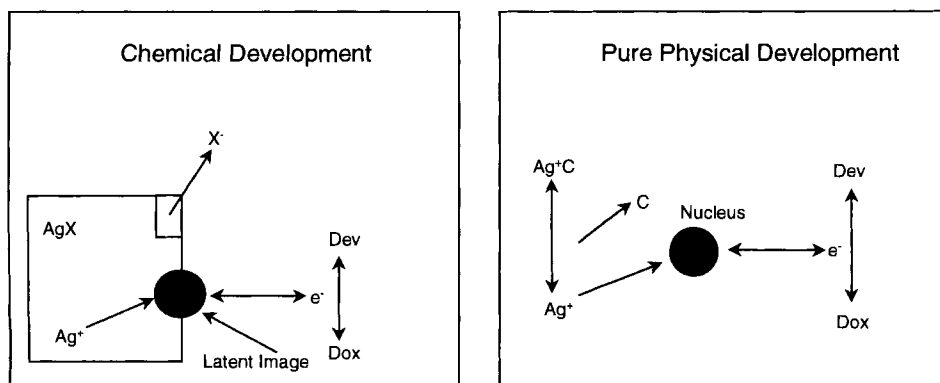 Chemical Development
X⁻
AgX
Dev
e⁻
Ag⁺
Dox
Latent Image
Pure Physical Development
Ag⁺C
Dev
C
Nucleus
e⁻
Ag⁺
Dox